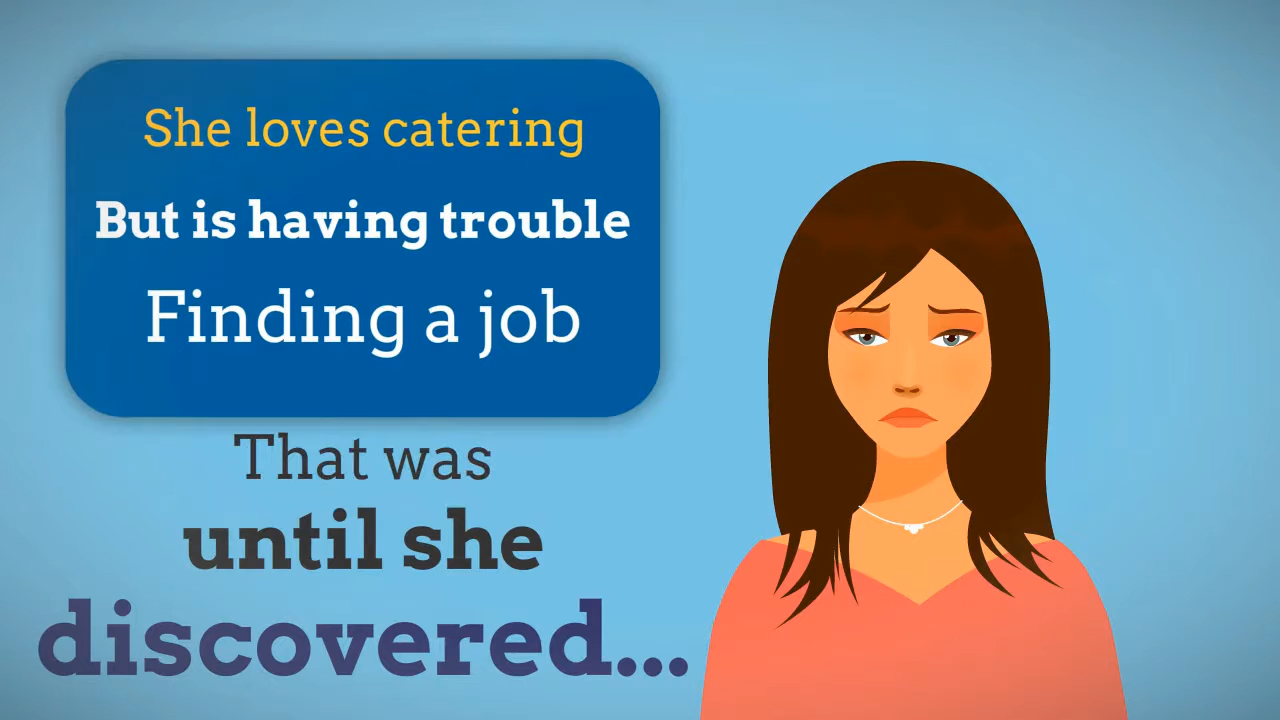 She loves catering
But is having trouble
Finding a job
That was
until she
discovered...